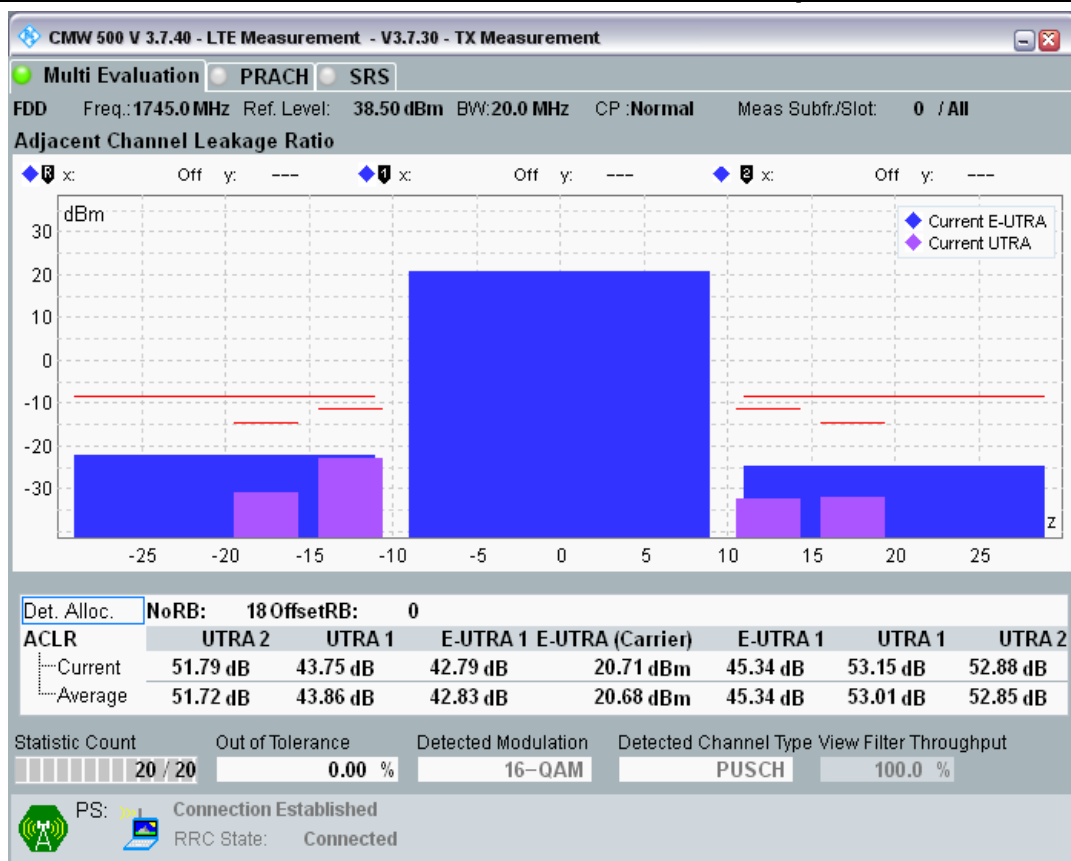 CMW 500 V 3.7.40 - LTE Measurement - V3.7.30 - TX Measurement
Multi Evaluation PRACH SRS
FDD Freq.: 1745.0 MHz Ref. Level: 38.50 dBm BW: 20.0 MHz CP : Normal Meas Subfr./Slot: 0 / All
Adjacent Channel Leakage Ratio
R x: Off y: --- 1 x: Off y: --- 2 x: Off y: ---
dBm
Current E-UTRA
Current UTRA
30
20
10
0
-10
-20
-30
z
-25 -20 -15 -10 -5 0 5 10 15 20 25
Det. Alloc. NoRB: 18 OffsetRB: 0
ACLR UTRA 2 UTRA 1 E-UTRA 1 E-UTRA (Carrier) E-UTRA 1 UTRA 1 UTRA 2
Current 51.79 dB 43.75 dB 42.79 dB 20.71 dBm 45.34 dB 53.15 dB 52.88 dB
Average 51.72 dB 43.86 dB 42.83 dB 20.68 dBm 45.34 dB 53.01 dB 52.85 dB
Statistic Count Out of Tolerance Detected Modulation Detected Channel Type View Filter Throughput
20 / 20 0.00 % 16-QAM PUSCH 100.0 %
PS: Connection Established
RRC State: Connected